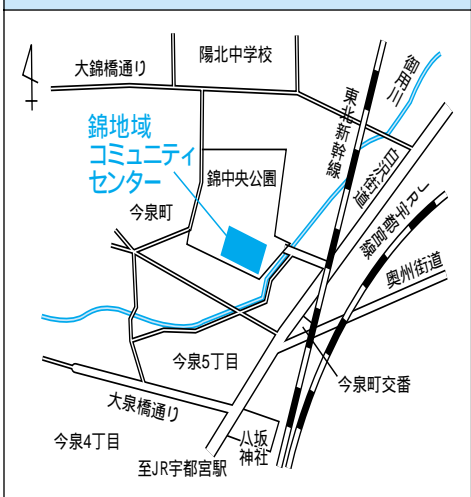 陽北中学校
大錦橋通り
御用川
東北新幹線
錦地域
コミュニティ
センター
錦中央公園
白沢街道
今泉町
JR宇都宮線
奥州街道
今泉5丁目
今泉町交番
大泉橋通り
今泉4丁目
八坂
神社
至JR宇都宮駅